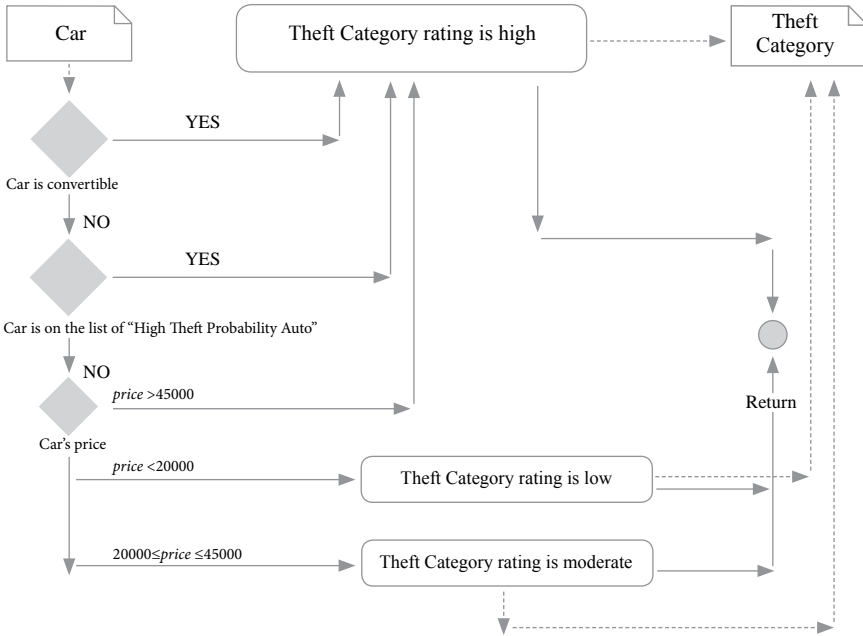 Car
Theft Category rating is high
Theft
Category
YES
Car is convertible
NO
YES
Car is on the list of “High Theft Probability Auto”
NO
price >45000
Return
Car’s price
price <20000
Theft Category rating is low
20000≤price ≤45000
Theft Category rating is moderate